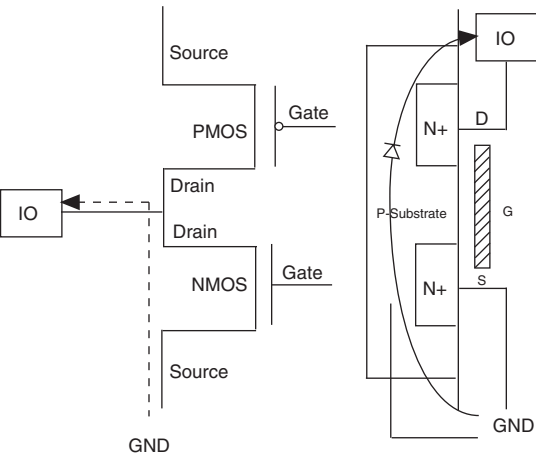 Source
PMOS
Gate
Drain
IO
Drain
NMOS
Gate
Source
GND
IO
N+
D
P-Substrate
G
N+
S
GND